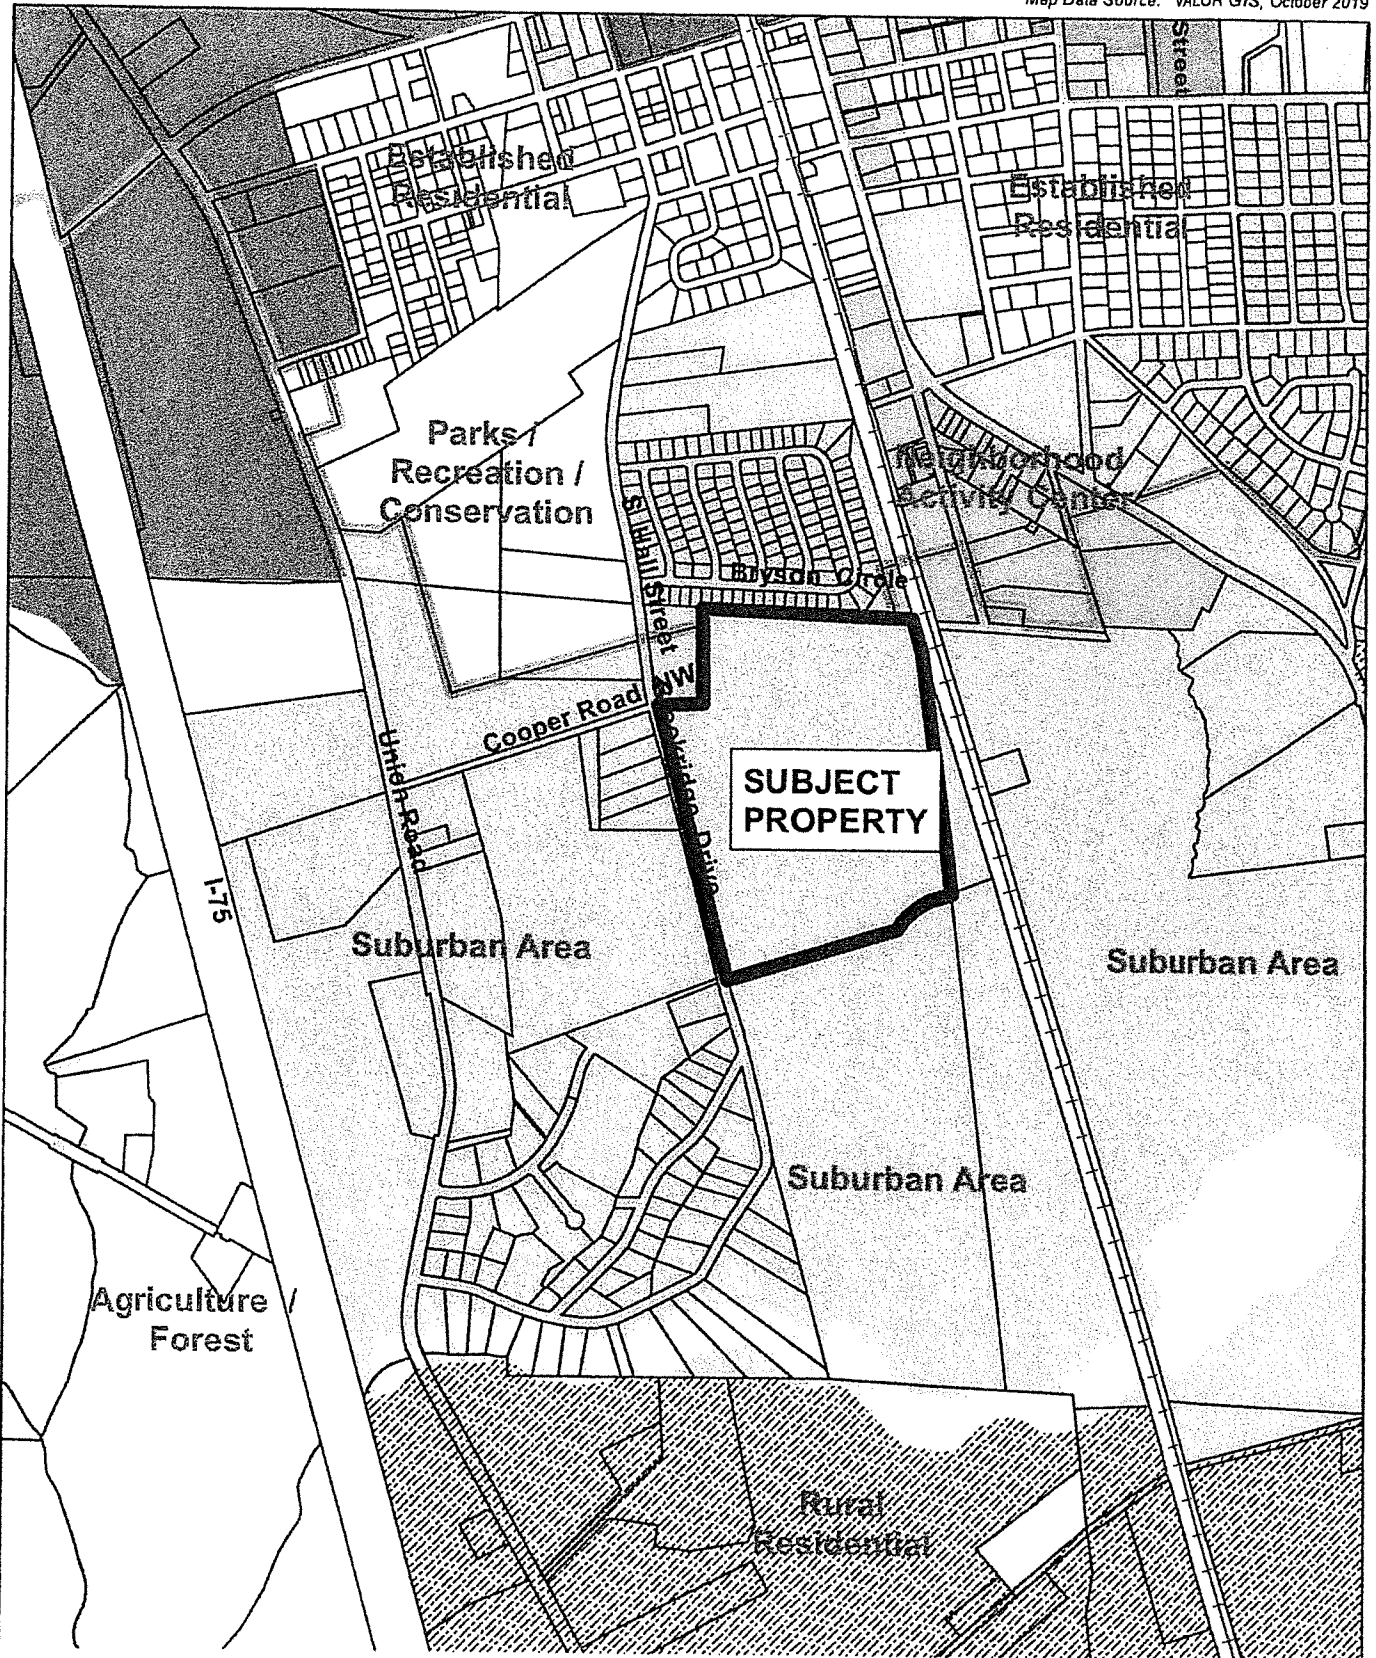 Map Data Source: VALOR GIS, October 2019
Street
Established
Residential
Established
Residential
Parks /
Recreation /
Conservation
Neighborhood
Activity Center
S Hall Street
Bryson Circle
Cooper Road NW
Union Road
SUBJECT
PROPERTY
Drive
I-75
Suburban Area
Suburban Area
Suburban Area
Agriculture /
Forest
Rural
Residential